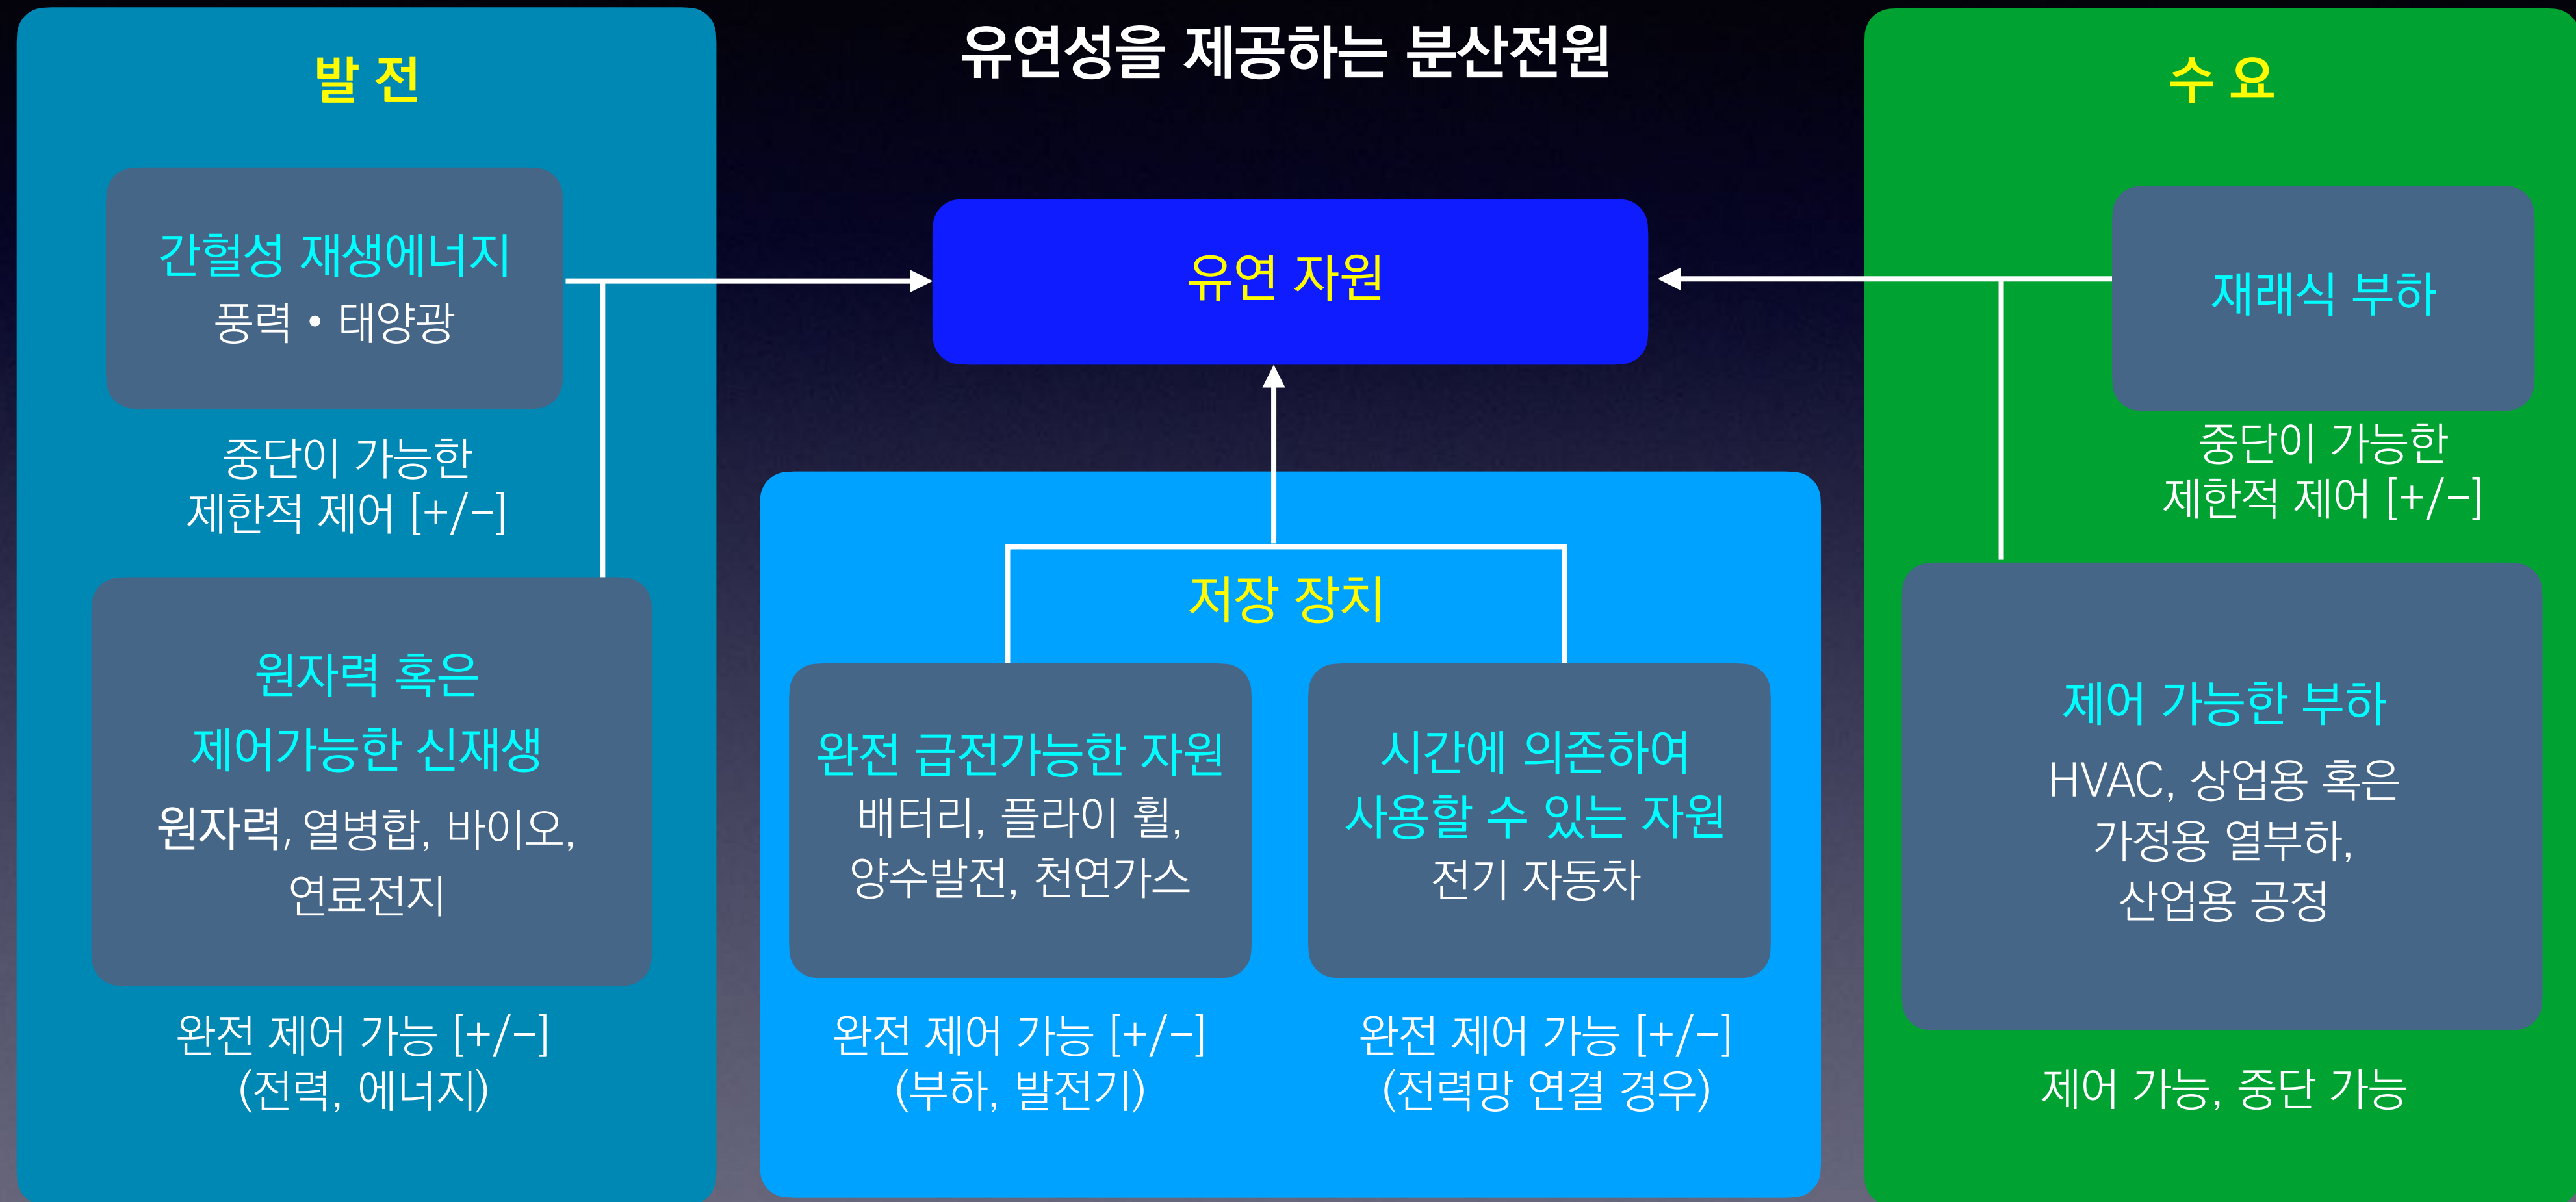 유연성을 제공하는 분산전원
발 전
간헐성 재생에너지
풍력 • 태양광
중단이 가능한
제한적 제어 [+/-]
원자력 혹은
제어가능한 신재생
원자력, 열병합, 바이오,
연료전지
완전 제어 가능 [+/-]
(전력, 에너지)
유연 자원
저장 장치
완전 급전가능한 자원
배터리, 플라이 휠,
양수발전, 천연가스
완전 제어 가능 [+/-]
(부하, 발전기)
시간에 의존하여
사용할 수 있는 자원
전기 자동차
완전 제어 가능 [+/-]
(전력망 연결 경우)
수 요
재래식 부하
중단이 가능한
제한적 제어 [+/-]
제어 가능한 부하
HVAC, 상업용 혹은
가정용 열부하,
산업용 공정
제어 가능, 중단 가능